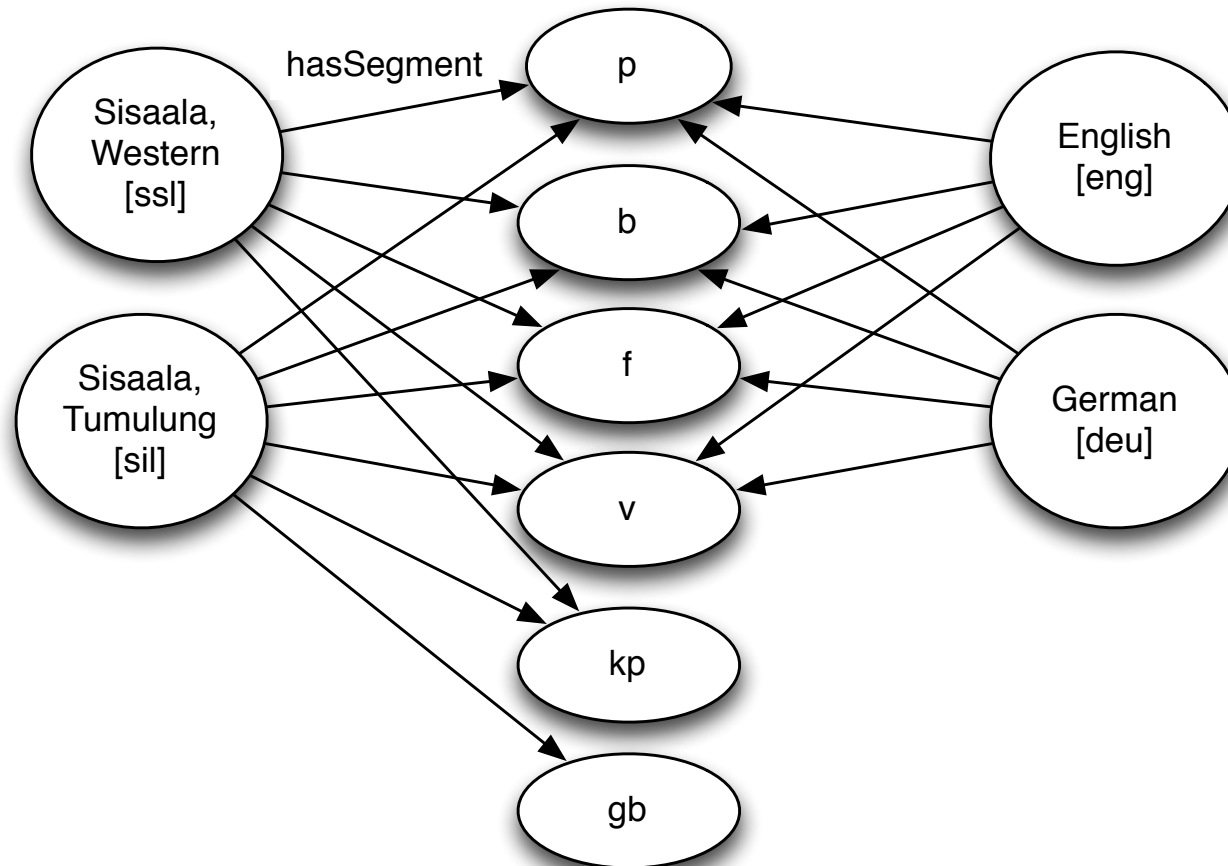 hasSegment
Sisaala,
Western
[ssl]
Sisaala,
Tumulung
[sil]
p
b
f
v
kp
gb
English
[eng]
German
[deu]